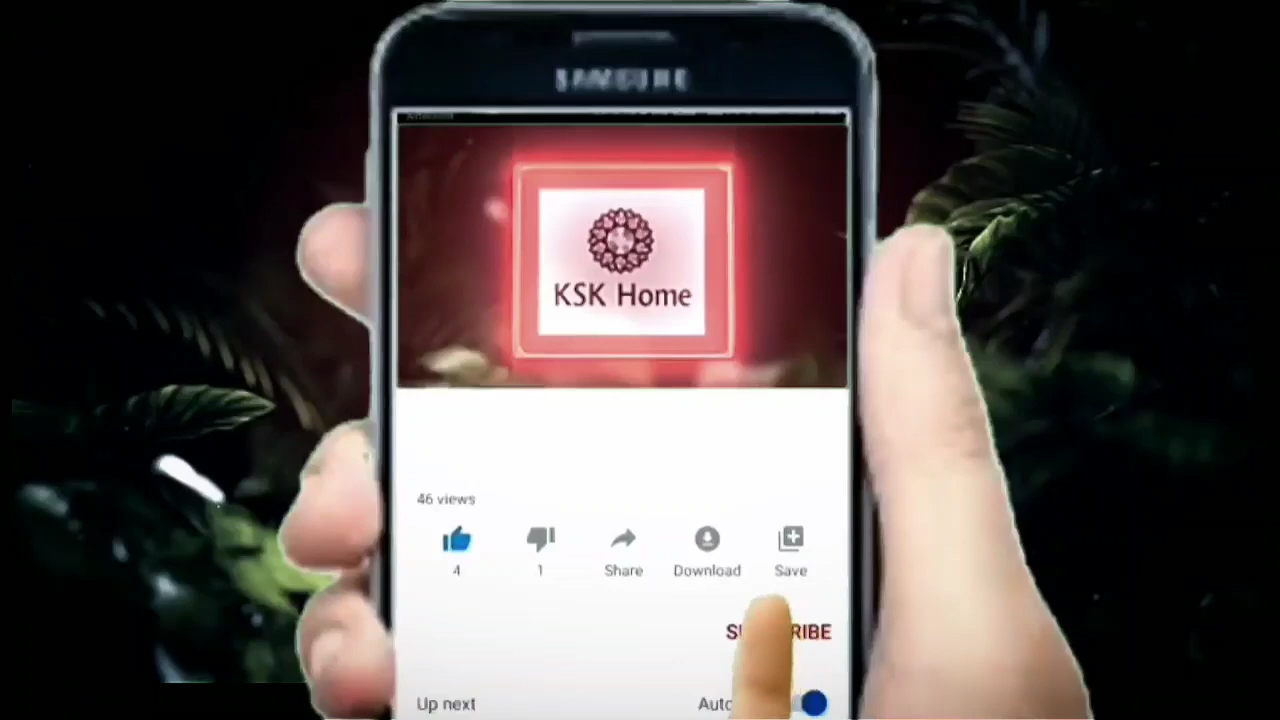 SAMSUNG
KSK Home
46 views
4
1
Share
Download
Save
Up next